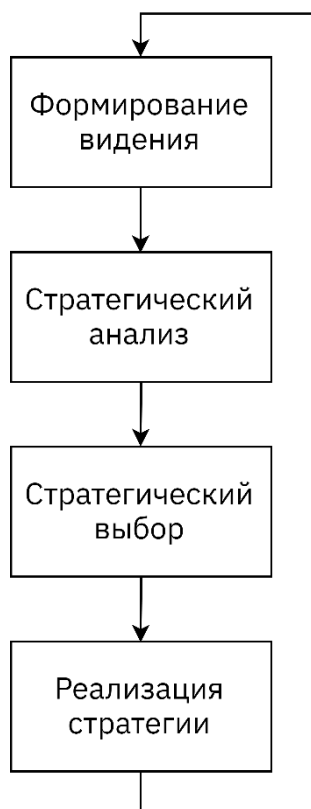 Формирование
видения
Стратегический
анализ
Стратегический
выбор
Реализация
стратегии